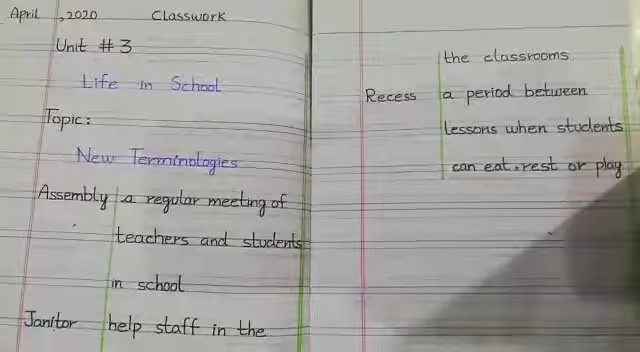 April , 2020 Classwork
Unit # 3
Life in School
Topic:
New Terminologies
Assembly a regular meeting of
teachers and students
in school
Janitor help staff in the
the classrooms
Recess a period between
lessons when students
can eat, rest or play